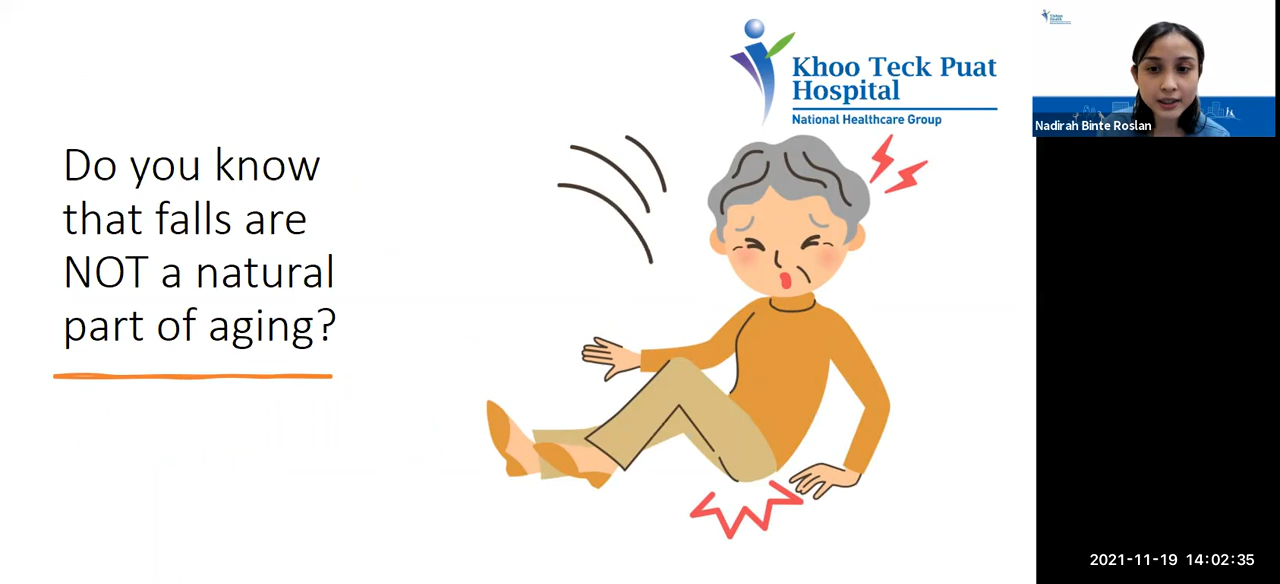 Khoo Teck Puat
Hospital
National Healthcare Group
Do you know
that falls are
NOT a natural
part of aging?
Nadirah Binte Roslan
2021-11-19 14:02:35